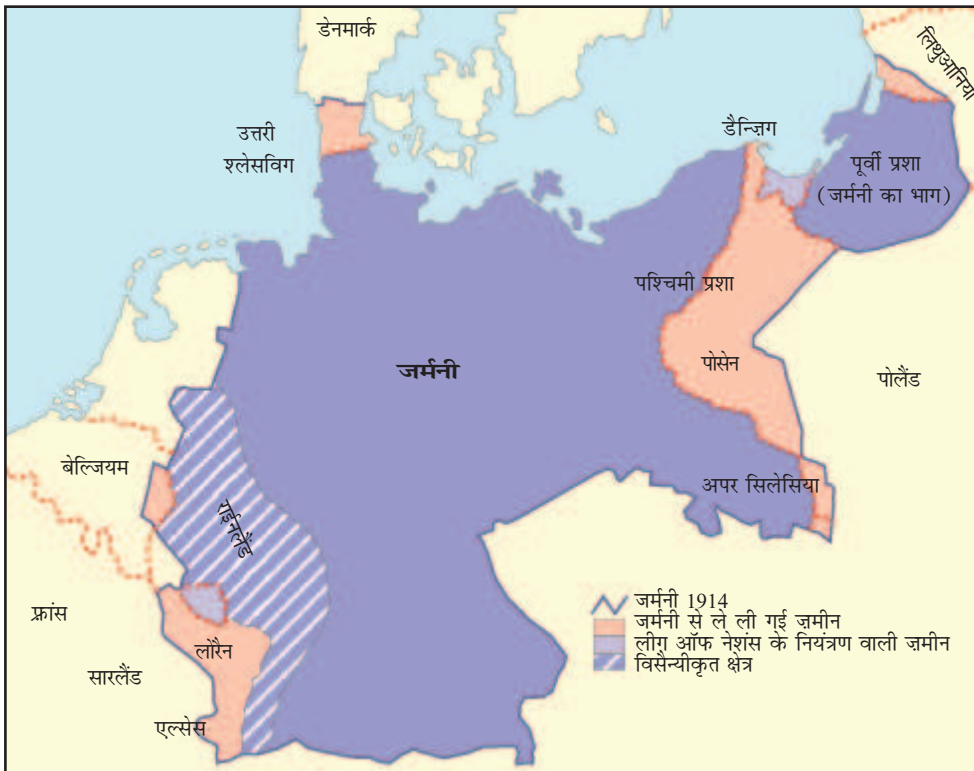 डेनमार्क
लिथुआनिया
उत्तरी
श्लेसविग
डैन्ज़िग
पूर्वी प्रशा
(जर्मनी का भाग)
पश्चिमी प्रशा
जर्मनी
पोसेन
पोलैंड
बेल्जियम
अपर सिलेसिया
राईनलैंड
फ़्रांस
लोरैन
सारलैंड
एल्सेस
जर्मनी 1914
जर्मनी से ले ली गई ज़मीन
लीग ऑफ नेशंस के नियंत्रण वाली ज़मीन
विसैन्यीकृत क्षेत्र